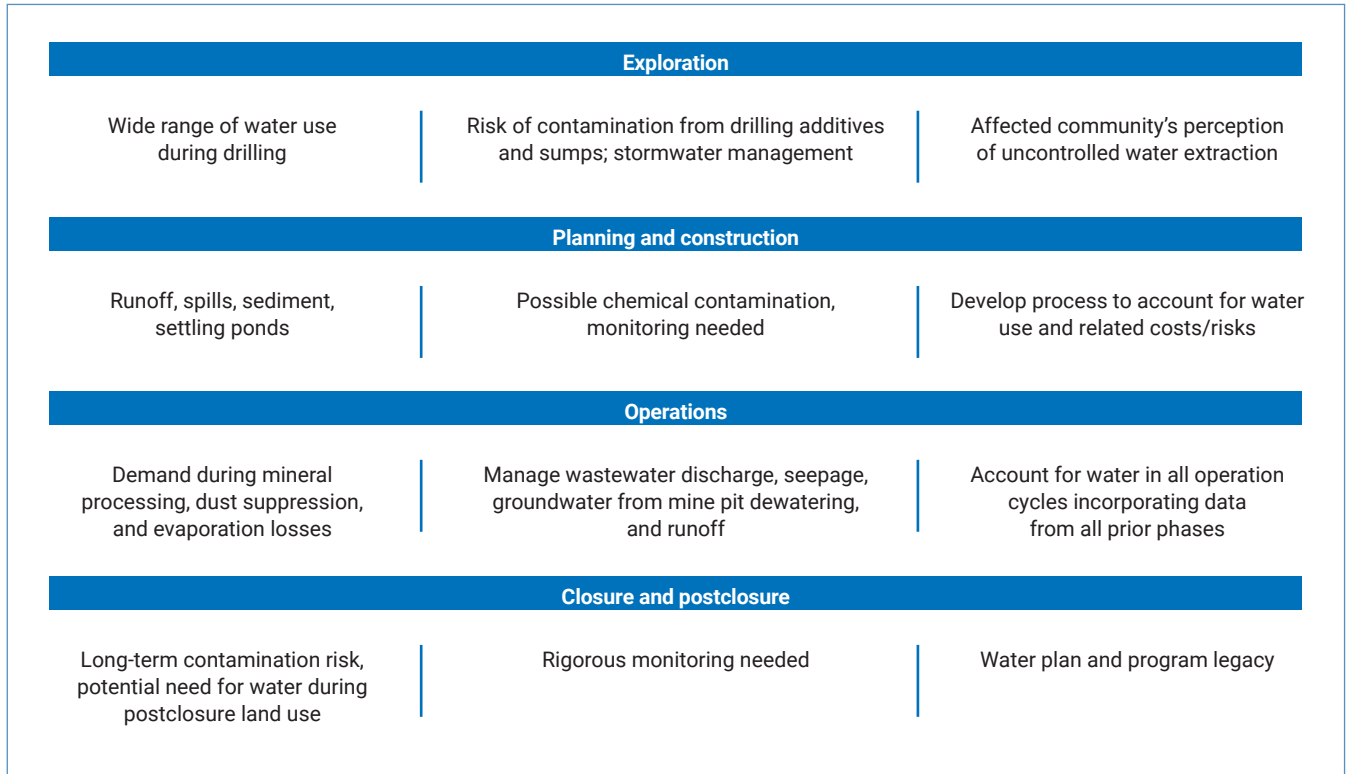 Exploration
Wide range of water use
during drilling
Risk of contamination from drilling additives
and sumps; stormwater management
Affected community’s perception
of uncontrolled water extraction
Planning and construction
Runoff, spills, sediment,
settling ponds
Possible chemical contamination,
monitoring needed
Develop process to account for water
use and related costs/risks
Operations
Demand during mineral
processing, dust suppression,
and evaporation losses
Manage wastewater discharge, seepage,
groundwater from mine pit dewatering,
and runoff
Account for water in all operation
cycles incorporating data
from all prior phases
Closure and postclosure
Long-term contamination risk,
potential need for water during
postclosure land use
Rigorous monitoring needed
Water plan and program legacy